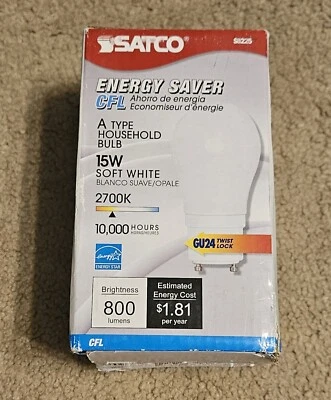 SATCO
S8225
ENERGY SAVER
CFL Ahorro de energía
Economiseur d'énergie
A TYPE
HOUSEHOLD
BULB
15W
SOFT WHITE
BLANCO SUAVE/OPALE
2700K
10,000 HOURS
HORAS/HEURES
GU24 TWIST
LOCK
ENERGY STAR
Brightness
800
lumens
Estimated
Energy Cost
$1.81
per year
CFL